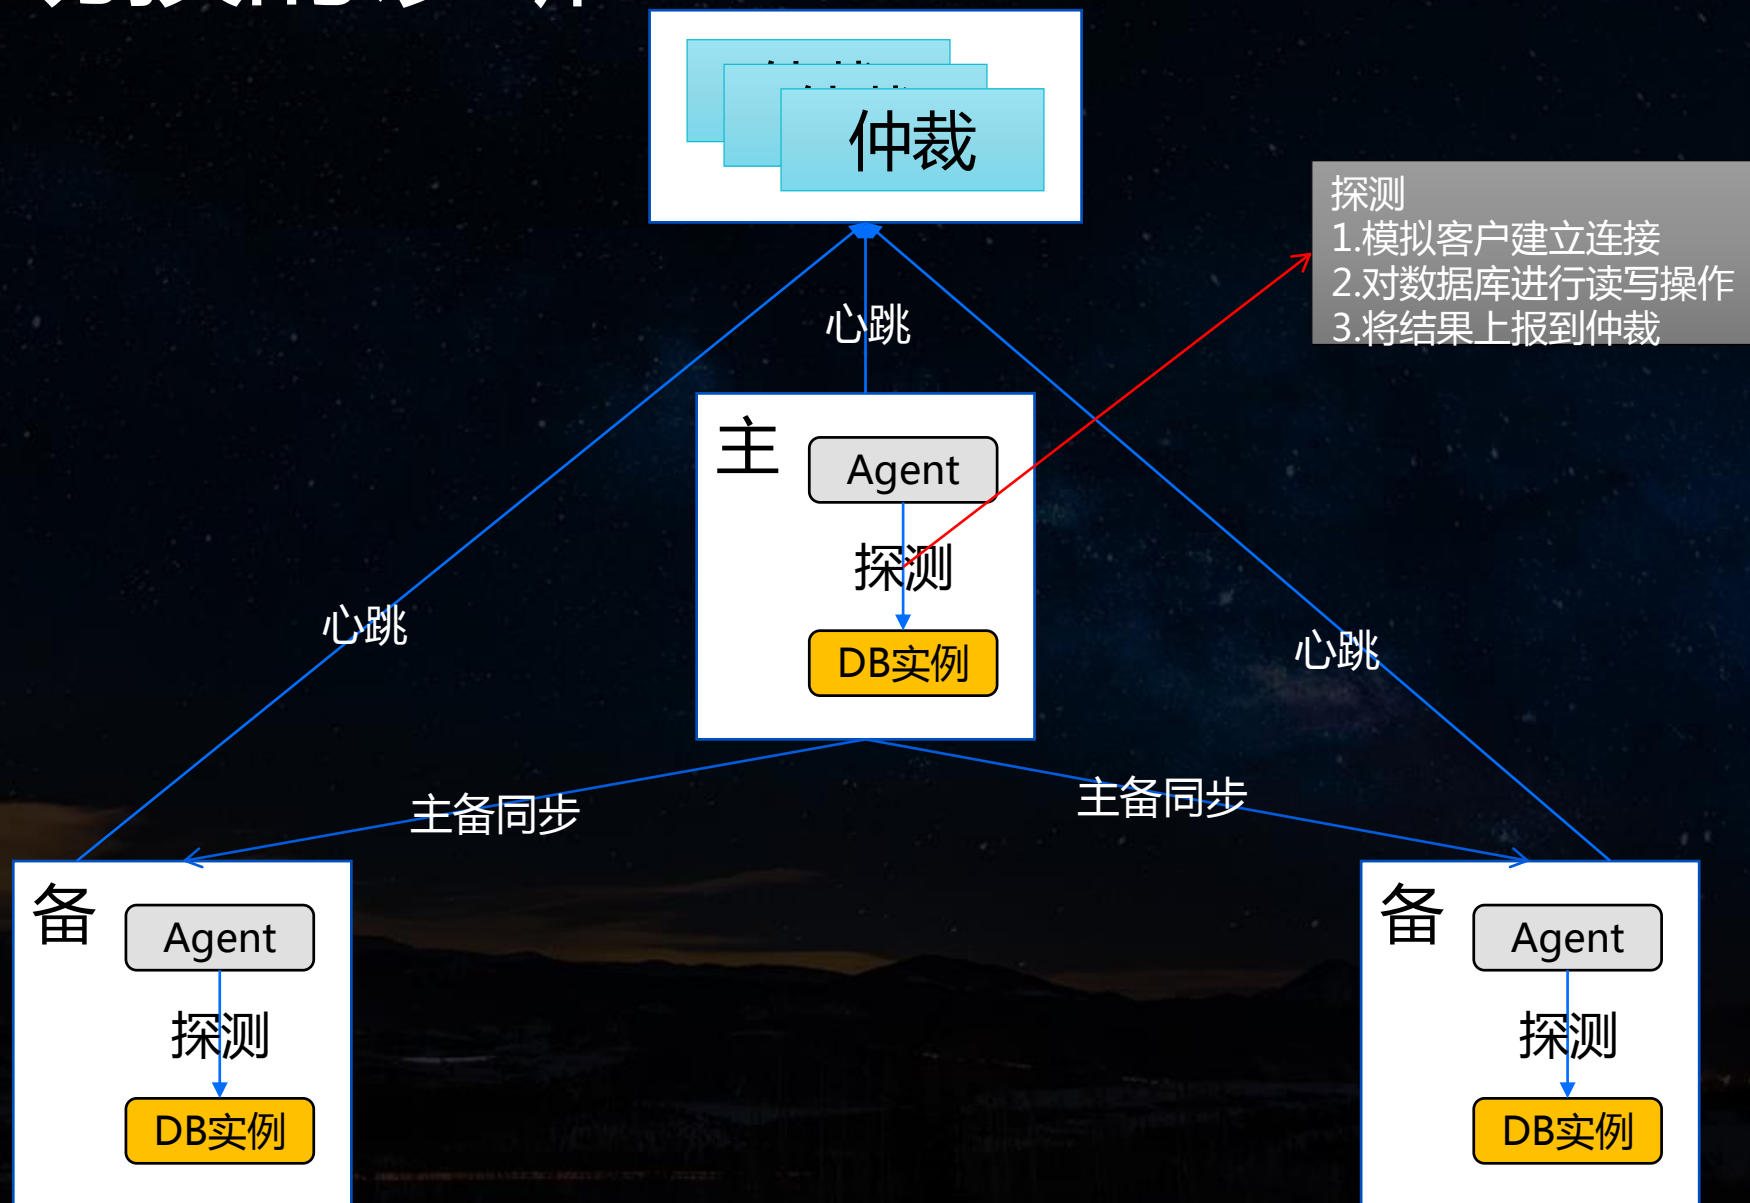 仲裁
探测
1.模拟客户建立连接
2.对数据库进行读写操作
3.将结果上报到仲裁
心跳
主
Agent
探测
DB实例
心跳
心跳
主备同步
主备同步
备
Agent
探测
DB实例
备
Agent
探测
DB实例